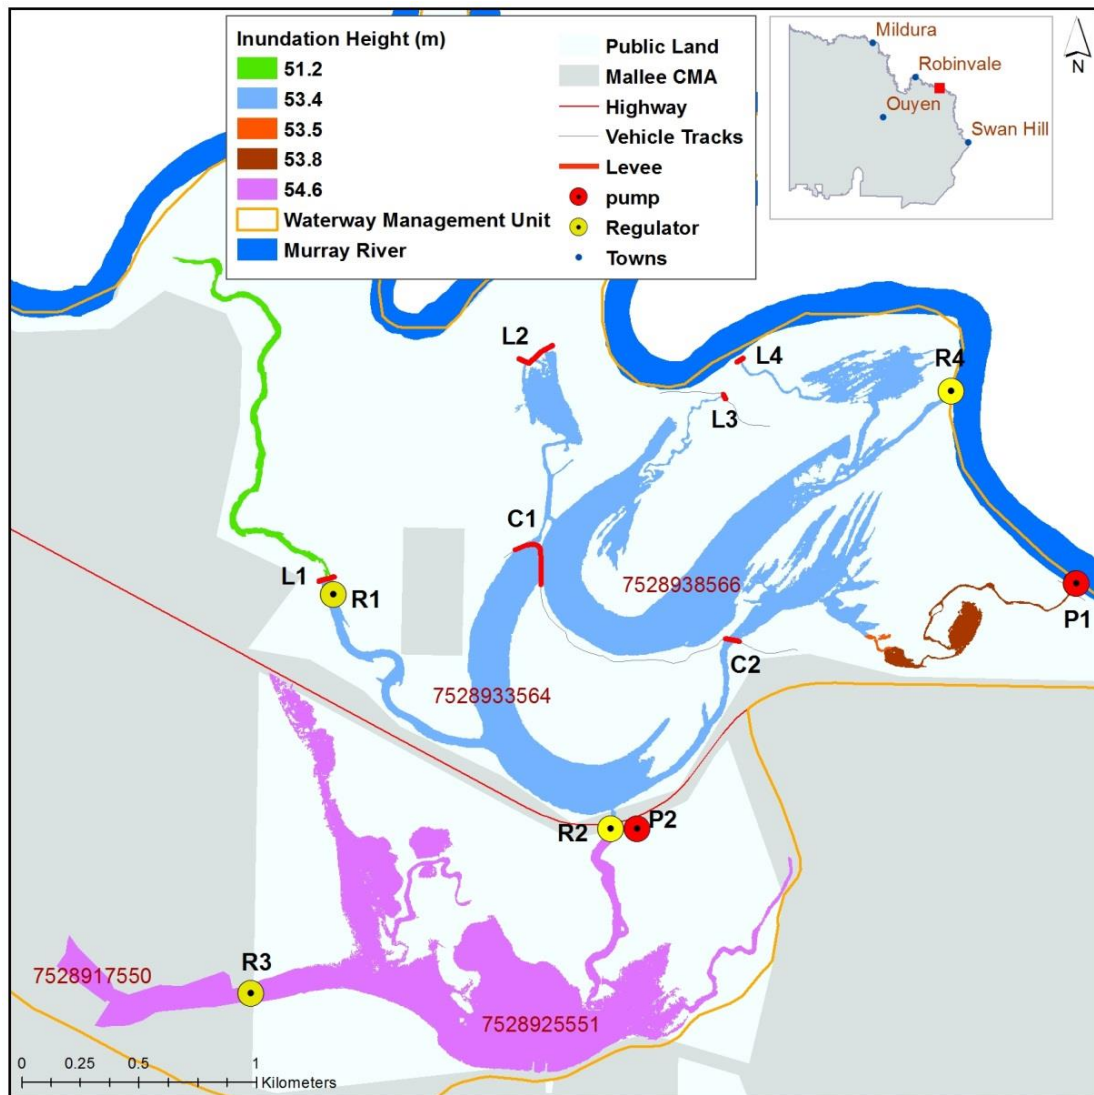 Inundation Height (m)
51.2
53.4
53.5
53.8
54.6
Waterway Management Unit
Murray River
Public Land
Mallee CMA
Highway
Vehicle Tracks
Levee
pump
Regulator
Towns
Mildura
Robinvale
Ouyen
Swan Hill
N
L2
L4
R4
L3
C1
L1
R1
7528938566
P1
C2
7528933564
R2
P2
R3
7528917550
7528925551
0 0.25 0.5 1
Kilometers